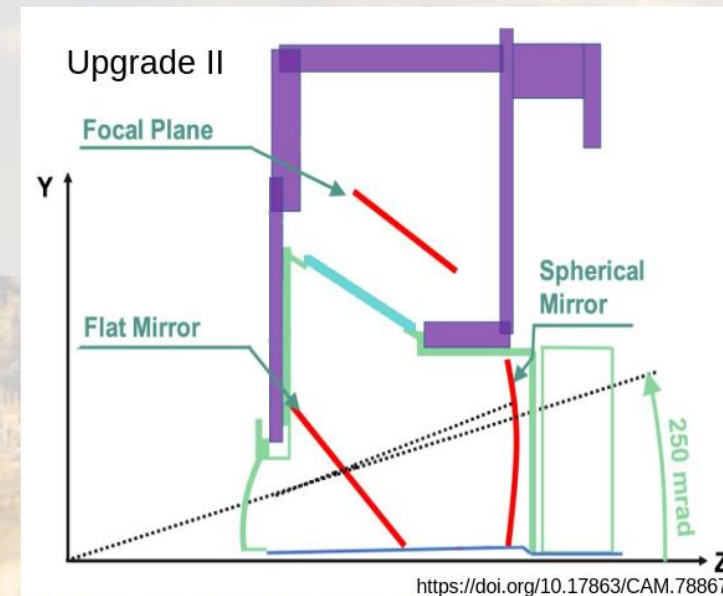 Upgrade II
Focal Plane
Y
Spherical
Mirror
Flat Mirror
250 mrad
Z
https://doi.org/10.17863/CAM.78867